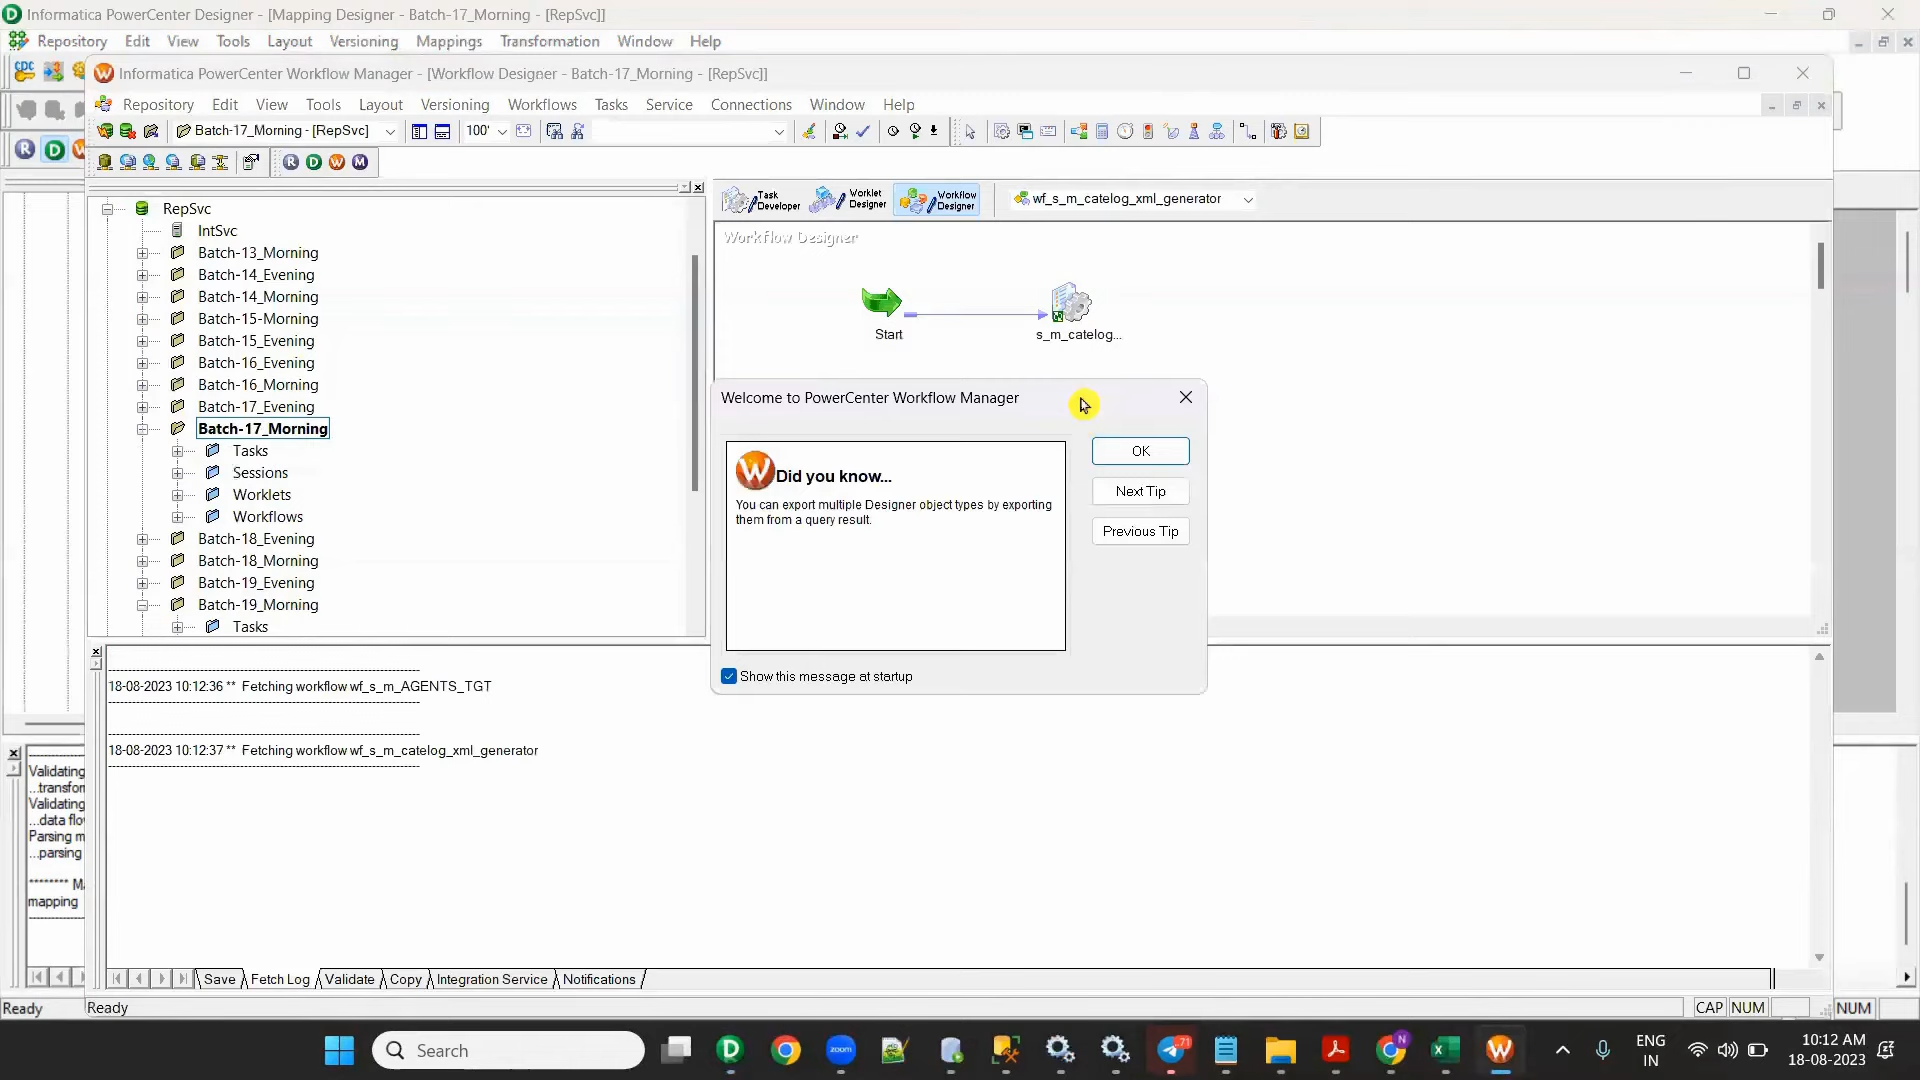 Informatica PowerCenter Designer - [Mapping Designer - Batch-17_Morning - [RepSvc]]
Repository Edit View Tools Layout Versioning Mappings Transformation Window Help
Informatica PowerCenter Workflow Manager - [Workflow Designer - Batch-17_Morning - [RepSvc]]
Repository Edit View Tools Layout Versioning Workflows Tasks Service Connections Window Help
Batch-17_Morning - [RepSvc] 100'
R D W M
RepSvc
IntSvc
Batch-13_Morning
Batch-14_Evening
Batch-14_Morning
Batch-15-Morning
Batch-15_Evening
Batch-16_Evening
Batch-16_Morning
Batch-17_Evening
Batch-17_Morning
Tasks
Sessions
Worklets
Workflows
Batch-18_Evening
Batch-18_Morning
Batch-19_Evening
Batch-19_Morning
Tasks
Task Developer
Worklet Designer
Workflow Designer
wf_s_m_catelog_xml_generator
Workflow Designer
Start
s_m_catelog...
Welcome to PowerCenter Workflow Manager
Did you know...
You can export multiple Designer object types by exporting
them from a query result.
OK
Next Tip
Previous Tip
Show this message at startup
18-08-2023 10:12:36 ** Fetching workflow wf_s_m_AGENTS_TGT
18-08-2023 10:12:37 ** Fetching workflow wf_s_m_catelog_xml_generator
Validating
...transfor
Validating
...data flo
Parsing m
...parsing
******** M
mapping
Save Fetch Log Validate Copy Integration Service Notifications
Ready
Ready
CAP NUM
NUM
Search
zoom
71
ENG
IN
10:12 AM
18-08-2023